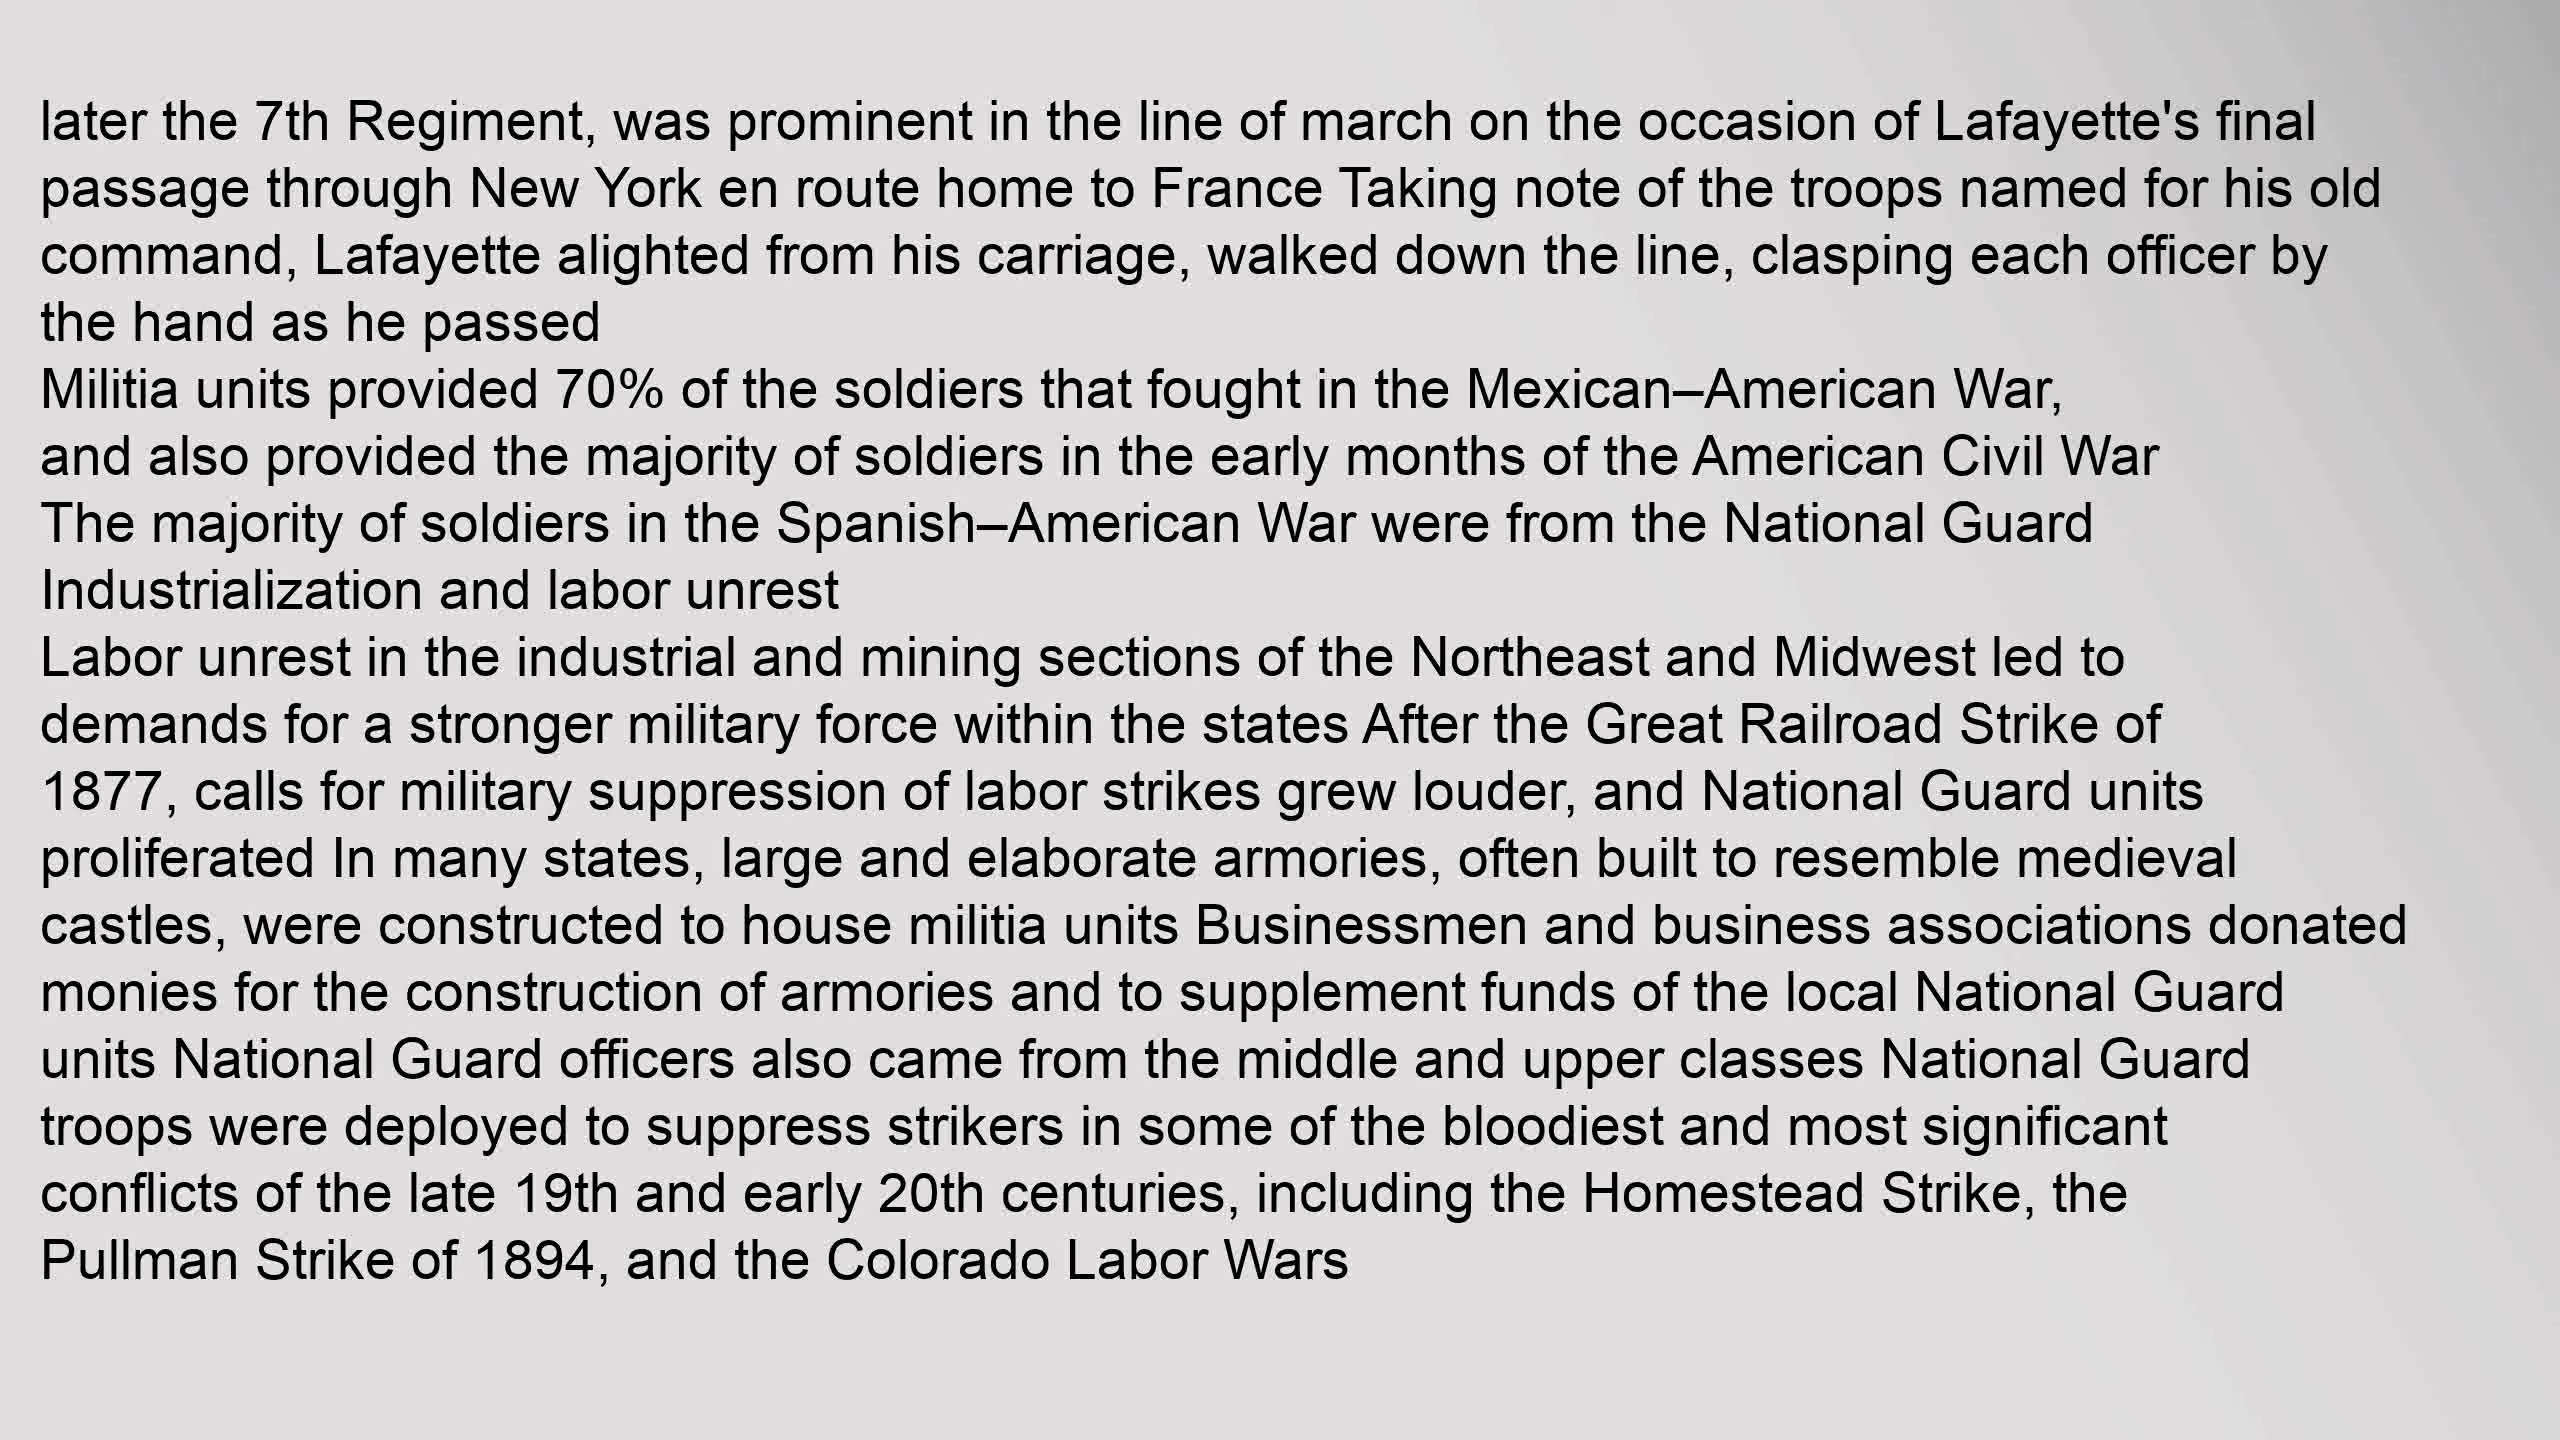 later the 7th Regiment, was prominent in the line of march on the occasion of Lafayette's final
passage through New York en route home to France Taking note of the troops named for his old
command, Lafayette alighted from his carriage, walked down the line, clasping each officer by
the hand as he passed
Militia units provided 70% of the soldiers that fought in the Mexican–American War,
and also provided the majority of soldiers in the early months of the American Civil War
The majority of soldiers in the Spanish–American War were from the National Guard
Industrialization and labor unrest
Labor unrest in the industrial and mining sections of the Northeast and Midwest led to
demands for a stronger military force within the states After the Great Railroad Strike of
1877, calls for military suppression of labor strikes grew louder, and National Guard units
proliferated In many states, large and elaborate armories, often built to resemble medieval
castles, were constructed to house militia units Businessmen and business associations donated
monies for the construction of armories and to supplement funds of the local National Guard
units National Guard officers also came from the middle and upper classes National Guard
troops were deployed to suppress strikers in some of the bloodiest and most significant
conflicts of the late 19th and early 20th centuries, including the Homestead Strike, the
Pullman Strike of 1894, and the Colorado Labor Wars